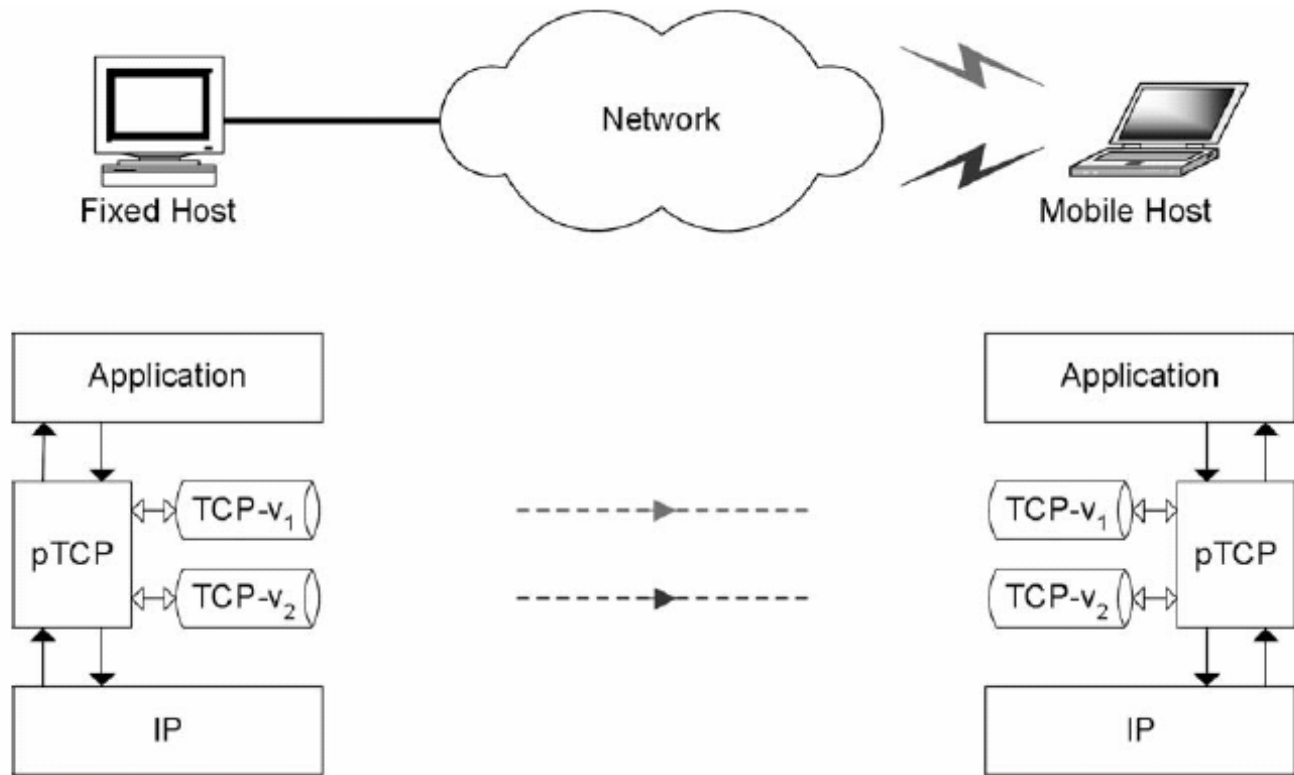 Network
Fixed Host
Mobile Host
Application
Application
TCP-v1
TCP-v1
pTCP
pTCP
TCP-v2
TCP-v2
IP
IP